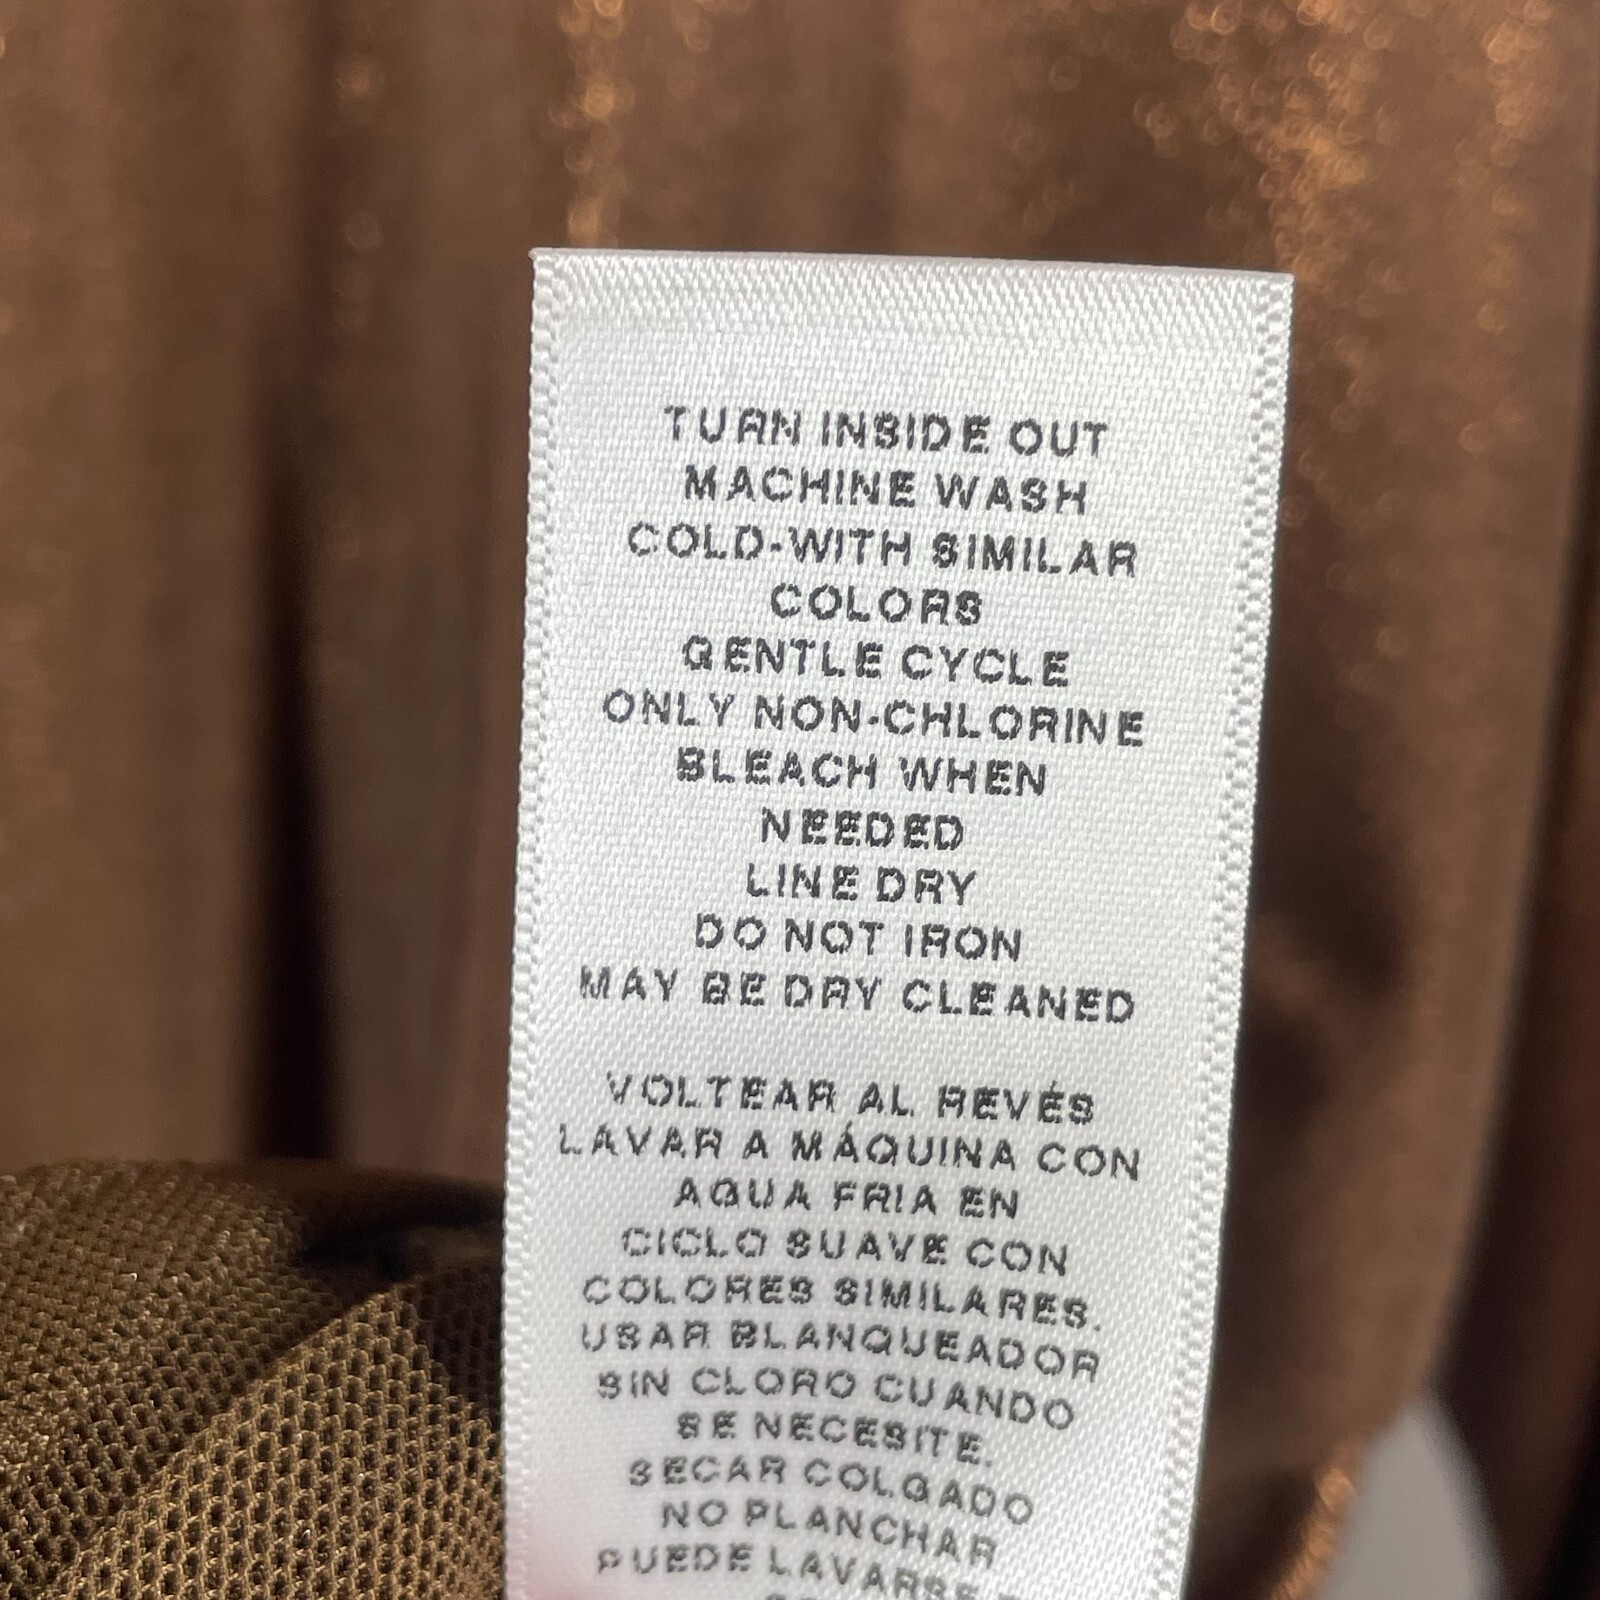 TURN INSIDE OUT
MACHINE WASH
COLD-WITH SIMILAR
COLORS
GENTLE CYCLE
ONLY NON-CHLORINE
BLEACH WHEN
NEEDED
LINE DRY
DO NOT IRON
MAY BE DRY CLEANED
VOLTEAR AL REVÉS
LAVAR A MÁQUINA CON
AGUA FRIA EN
CICLO SUAVE CON
COLORES SIMILARES.
USAR BLANQUEADOR
SIN CLORO CUANDO
SE NECESITE.
SECAR COLGADO
NO PLANCHAR
PUEDE LAVARSE